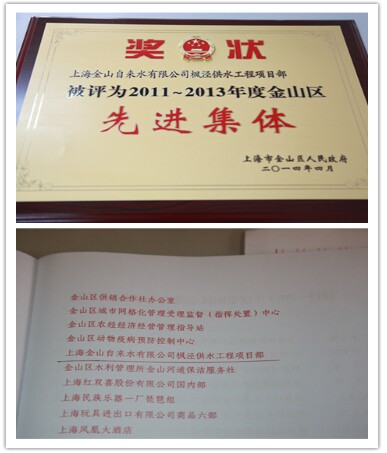 奖状
上海金山自来水有限公司枫泾供水工程项目部
被评为2011~2013年度金山区
先进集体
上海市金山区人民政府
二〇一四年四月
金山区供销合作社办公室
金山区城市网格化管理受理监督（指挥处置）中心
金山区农经经济经营管理指导站
金山区动物疫病预防控制中心
上海金山自来水有限公司枫泾供水工程项目部
金山区水利管理所金山河道保洁服务社
上海红双喜股份有限公司国内部
上海民族乐器一厂琵琶组
上海玩具进出口有限公司商品六部
上海凤凰大酒店